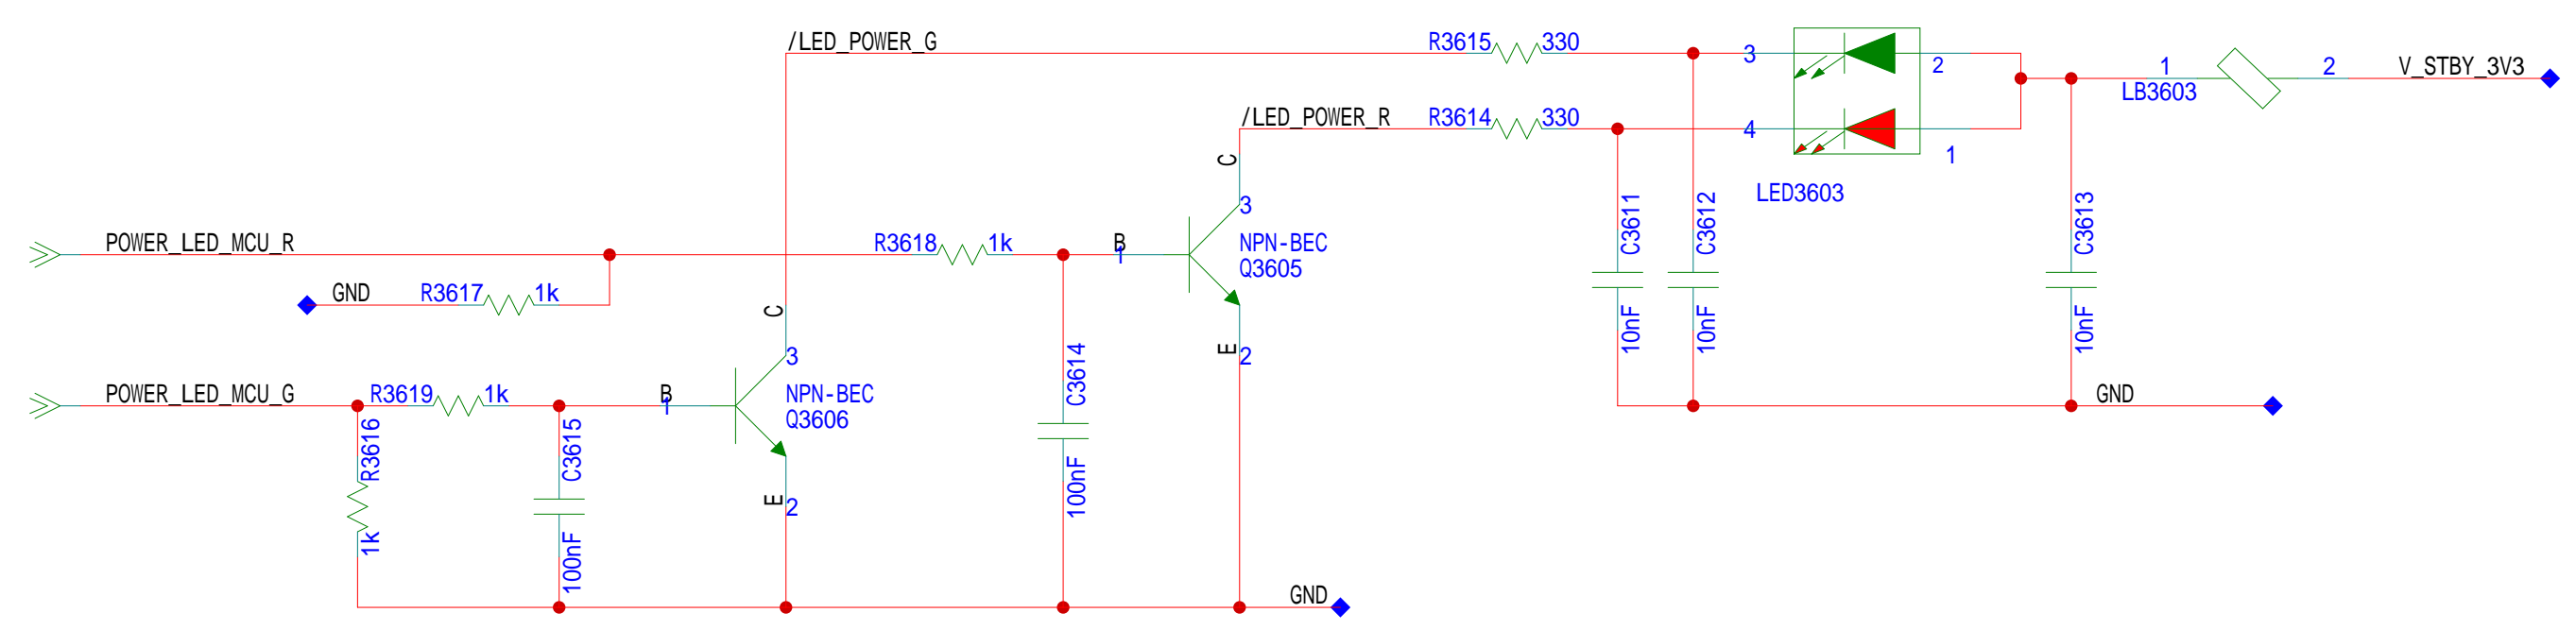 /LED_POWER_G
R3615
330
3
2
1
LB3603
2
V_STBY_3V3
/LED_POWER_R
R3614
330
4
1
LED3603
C
3
POWER_LED_MCU_R
R3618
1k
B
1
NPN-BEC
Q3605
C3611
10nF
C3612
10nF
C3613
10nF
GND
R3617
1k
C
3
E
2
POWER_LED_MCU_G
R3619
1k
B
1
NPN-BEC
Q3606
C3614
100nF
GND
R3616
1k
C3615
100nF
E
2
GND